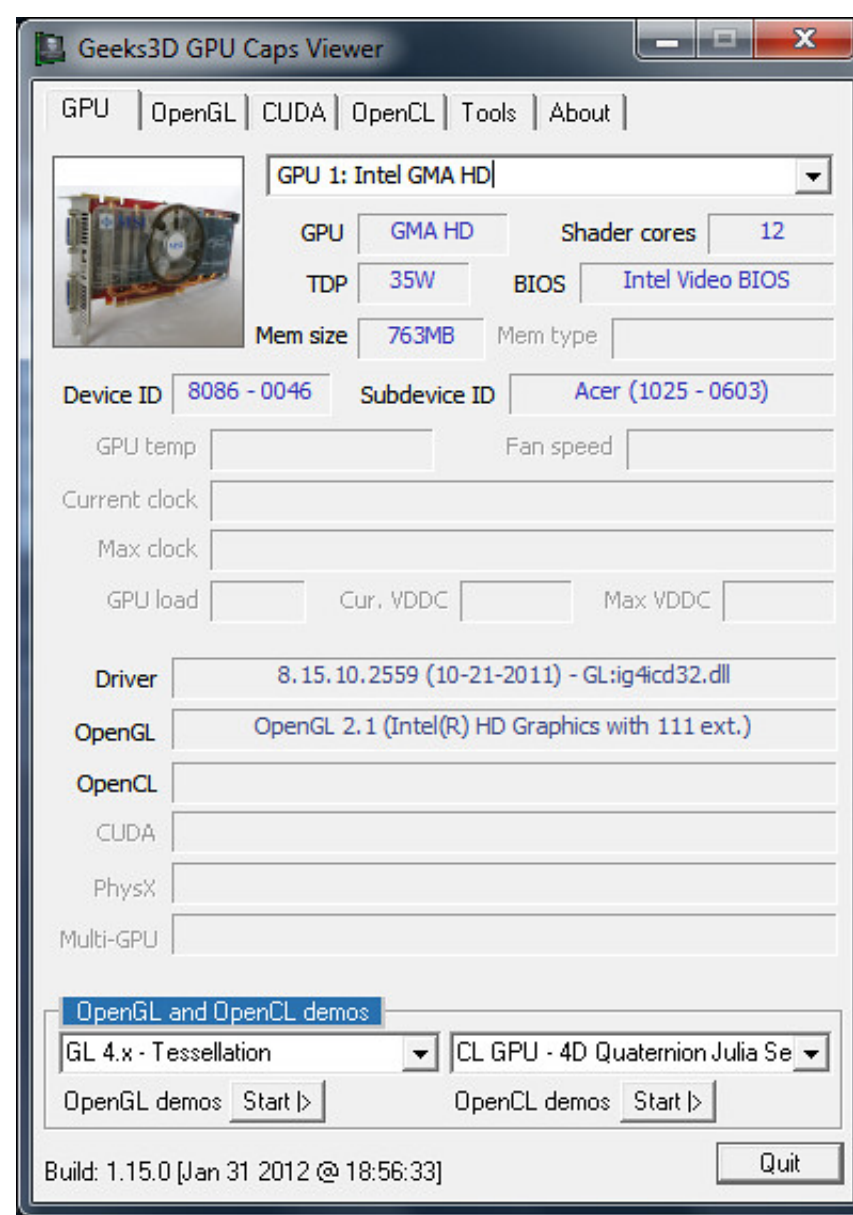 Geeks3D GPU Caps Viewer
GPU OpenGL CUDA OpenCL Tools About
GPU 1: Intel GMA HD
GPU GMA HD Shader cores 12
TDP 35W BIOS Intel Video BIOS
Mem size 763MB Mem type
Device ID 8086 - 0046 Subdevice ID Acer (1025 - 0603)
GPU temp Fan speed
Current clock
Max clock
GPU load Cur. VDDC Max VDDC
Driver 8.15.10.2559 (10-21-2011) - GL:ig4icd32.dll
OpenGL OpenGL 2.1 (Intel(R) HD Graphics with 111 ext.)
OpenCL
CUDA
PhysX
Multi-GPU
OpenGL and OpenCL demos
GL 4.x - Tessellation CL GPU - 4D Quaternion Julia Se
OpenGL demos Start |> OpenCL demos Start |>
Build: 1.15.0 [Jan 31 2012 @ 18:56:33] Quit